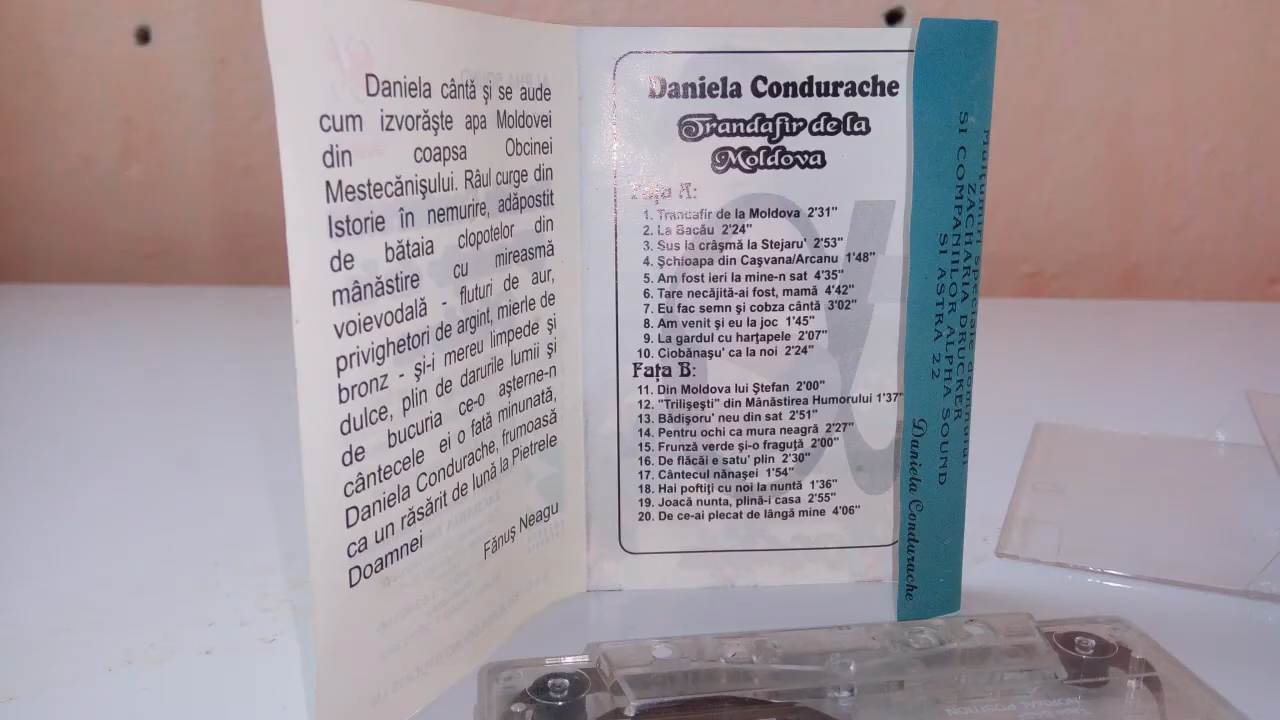 Daniela cântă şi se aude
cum izvorăşte apa Moldovei
din coapsa Obcinei
Mestecănişului. Râul curge din
Istorie în nemurire, adăpostit
de bătaia clopotelor din
mânăstire cu mireasmă
voievodală - fluturi de aur,
privighetori de argint, mierle de
bronz - şi-i mereu limpede şi
dulce, plin de darurile lumii şi
de bucuria ce-o aşterne-n
cântecele ei o fată minunată,
Daniela Condurache, frumoasă
ca un răsărit de lună la Pietrele
Doamnei
Fănuş Neagu
Daniela Condurache
Trandafir de la
Moldova
Faţa A:
1. Trandafir de la Moldova 2'31"
2. La Bacău 2'24"
3. Sus la crâşmă la Stejaru' 2'53"
4. Şchioapa din Caşvana/Arcanu 1'48"
5. Am fost ieri la mine-n sat 4'35"
6. Tare necăjită-ai fost, mamă 4'42"
7. Eu fac semn şi cobza cântă 3'02"
8. Am venit şi eu la joc 1'45"
9. La gardul cu harţapele 2'07"
10. Ciobănaşu' ca la noi 2'24"
Faţa B:
11. Din Moldova lui Ştefan 2'00"
12. "Trilişeşti" din Mânăstirea Humorului 1'37"
13. Bădişoru' neu din sat 2'51"
14. Pentru ochi ca mura neagră 2'27"
15. Frunză verde şi-o fraguţă 2'00"
16. De flăcăi e satu' plin 2'30"
17. Cântecul nănaşei 1'54"
18. Hai poftiţi cu noi la nuntă 1'36"
19. Joacă nunta, plină-i casa 2'55"
20. De ce-ai plecat de lângă mine 4'06"
Mulţumiri speciale domnului
ZACHARIA DRUCKER
SI COMPANIILOR ALPHA SOUND
SI ASTRA 22
Daniela Condurache
NORMAL POSITION